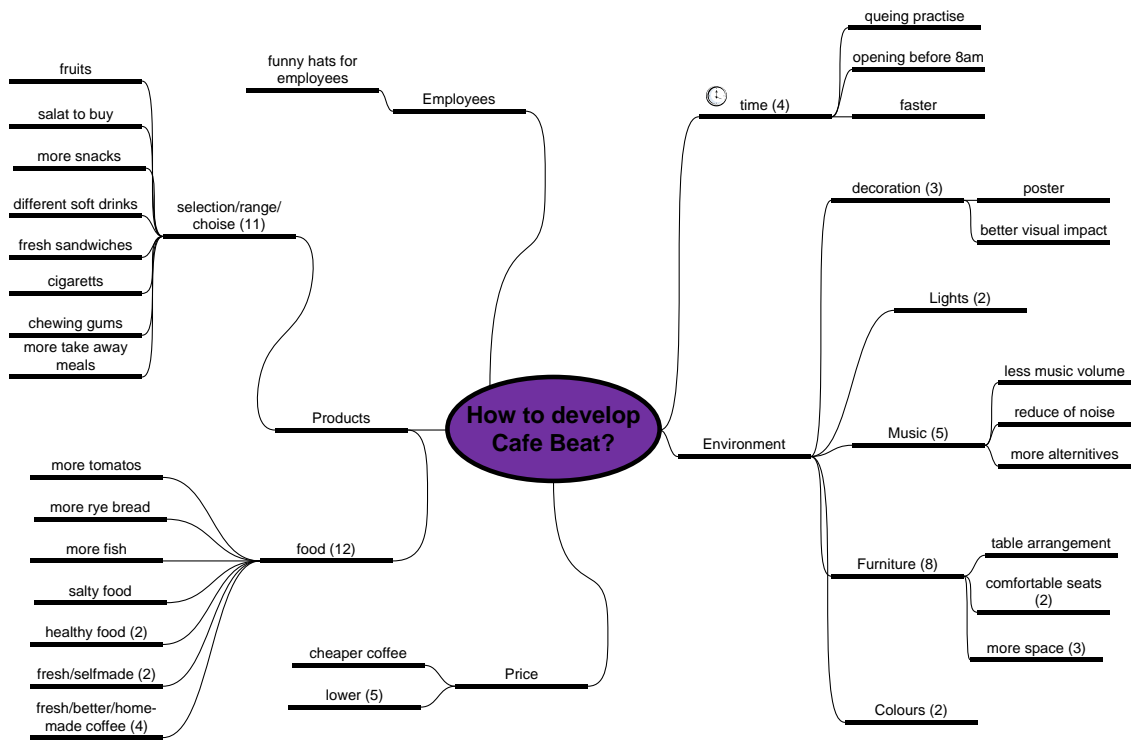 How to develop
Cafe Beat?
Employees
funny hats for
employees
time (4)
queing practise
opening before 8am
faster
Environment
decoration (3)
poster
better visual impact
Lights (2)
Music (5)
less music volume
reduce of noise
more alternitives
Furniture (8)
table arrangement
comfortable seats
(2)
more space (3)
Colours (2)
Price
cheaper coffee
lower (5)
Products
selection/range/
choise (11)
fruits
salat to buy
more snacks
different soft drinks
fresh sandwiches
cigaretts
chewing gums
more take away
meals
food (12)
more tomatos
more rye bread
more fish
salty food
healthy food (2)
fresh/selfmade (2)
fresh/better/home-
made coffee (4)